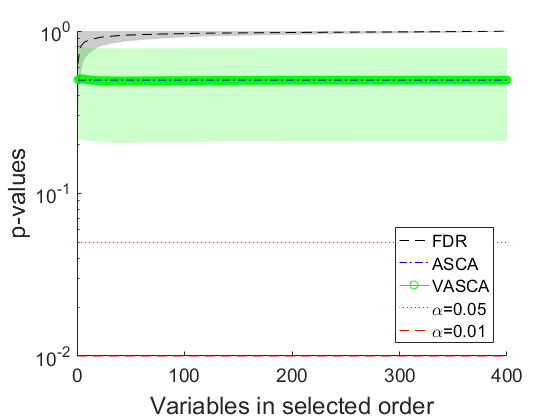 10^0
10^-1
10^-2
p-values
0 100 200 300 400
Variables in selected order
FDR
ASCA
VASCA
α=0.05
α=0.01